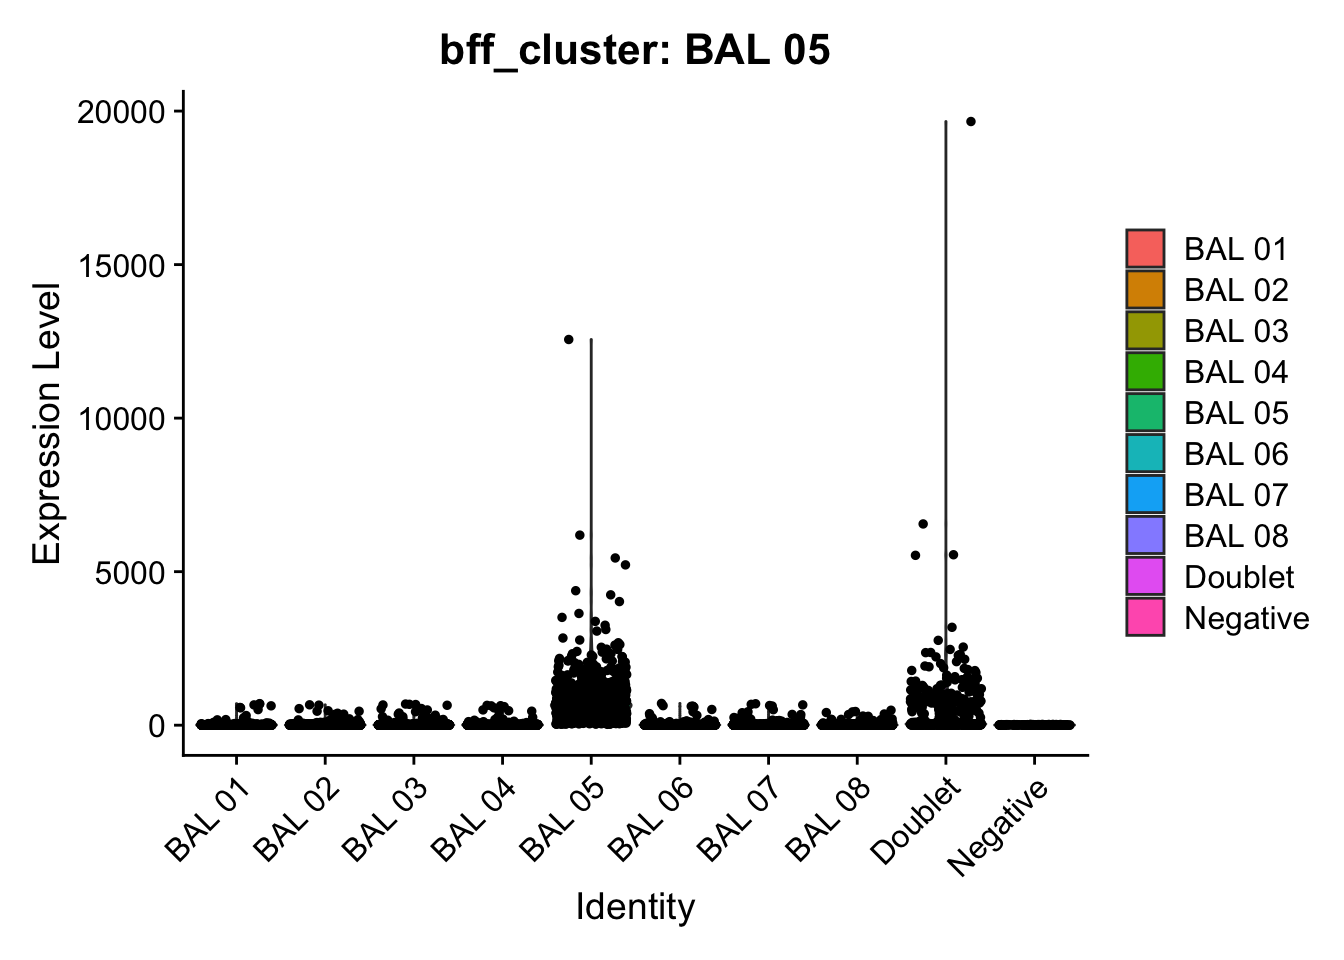 bff_cluster: BAL 05
20000
15000
10000
5000
0
Expression Level
BAL 01
BAL 02
BAL 03
BAL 04
BAL 05
BAL 06
BAL 07
BAL 08
Doublet
Negative
Identity
BAL 01
BAL 02
BAL 03
BAL 04
BAL 05
BAL 06
BAL 07
BAL 08
Doublet
Negative